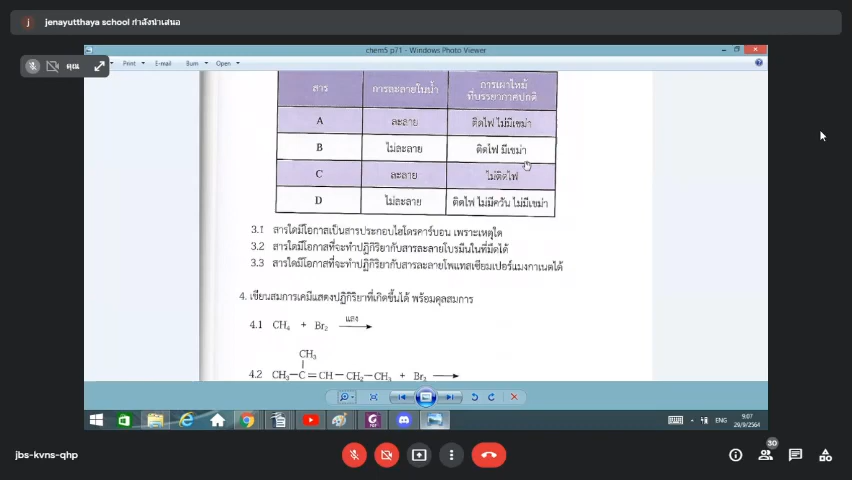 j jenayutthaya school กำลังนำเสนอ
chem5 p71 - Windows Photo Viewer
คุณ
Print E-mail Burn Open
สาร การละลายในน้ำ การเผาไหม้
ที่บรรยากาศปกติ
A ละลาย ติดไฟ ไม่มีเขม่า
B ไม่ละลาย ติดไฟ มีเขม่า
C ละลาย ไม่ติดไฟ
D ไม่ละลาย ติดไฟ ไม่มีควัน ไม่มีเขม่า
3.1 สารใดมีโอกาสเป็นสารประกอบไฮโดรคาร์บอน เพราะเหตุใด
3.2 สารใดมีโอกาสที่จะทำปฏิกิริยากับสารละลายโบรมีนในที่มืดได้
3.3 สารใดมีโอกาสที่จะทำปฏิกิริยากับสารละลายโพแทสเซียมเปอร์แมงกาเนตได้
4. เขียนสมการเคมีแสดงปฏิกิริยาที่เกิดขึ้นได้ พร้อมดุลสมการ
แสง
4.1 CH₄ + Br₂ ⟶
CH₃
4.2 CH₃–C=CH–CH₂–CH₃ + Br₂ ⟶
ENG
9:07
29/9/2564
30
jbs-kvns-qhp